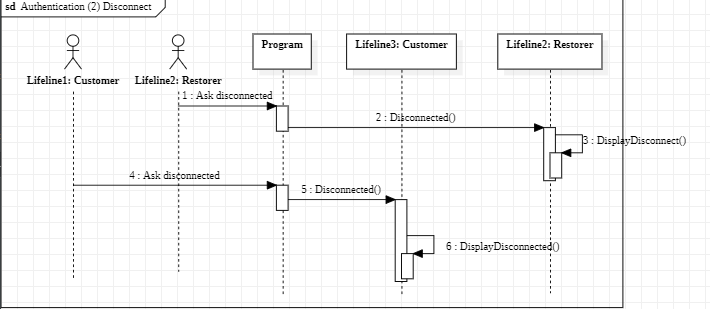 sd Authentication (2) Disconnect
Program
Lifeline3: Customer
Lifeline2: Restorer
Lifeline1: Customer
Lifeline2: Restorer
1 : Ask disconnected
2 : Disconnected()
3 : DisplayDisconnect()
4 : Ask disconnected
5 : Disconnected()
6 : DisplayDisconnected()